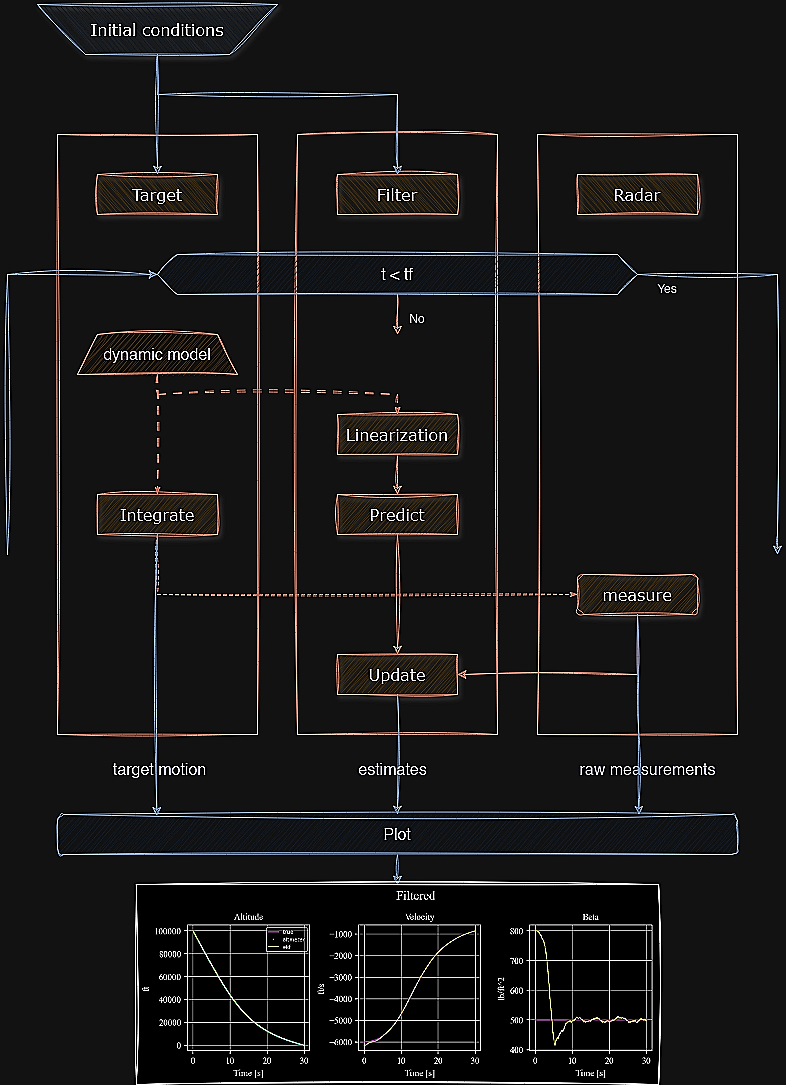 Initial conditions
Target
Filter
Radar
t < tf
Yes
No
dynamic model
Linearization
Integrate
Predict
measure
Update
target motion
estimates
raw measurements
Plot
Filtered
Altitude
Velocity
Beta
true
altimeter
ekf
100000
80000
60000
40000
20000
0
ft
0 10 20 30
Time [s]
−1000
−2000
−3000
−4000
−5000
−6000
ft/s
0 10 20 30
Time [s]
800
700
600
500
400
lb/ft^2
0 10 20 30
Time [s]